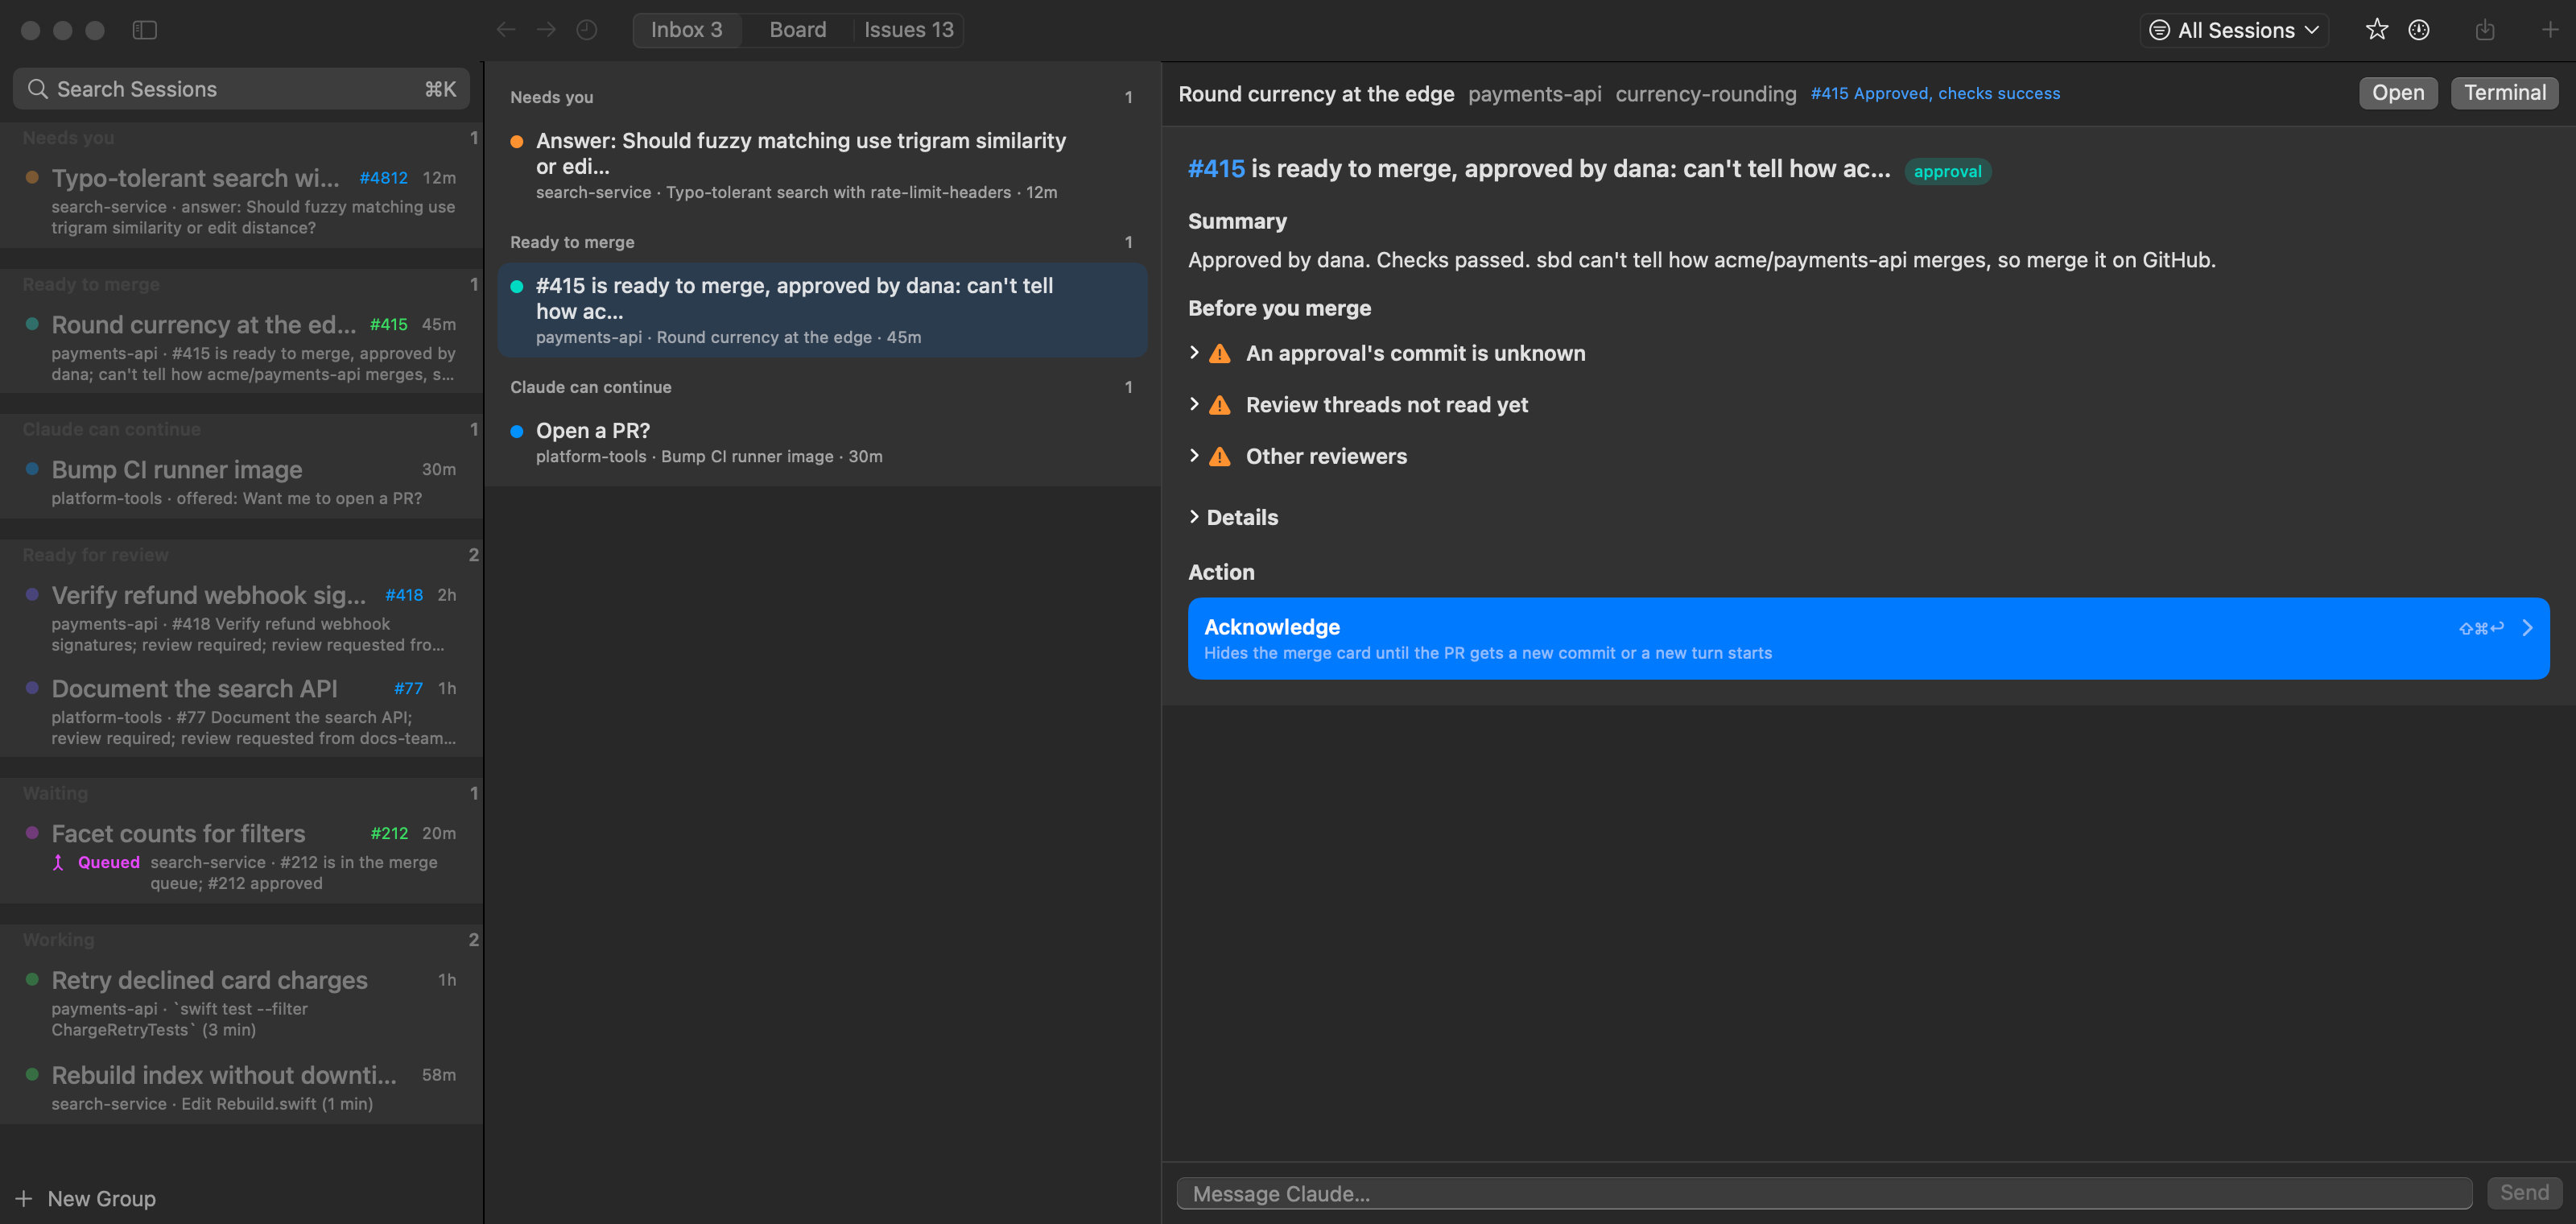 Inbox 3
Board
Issues 13
All Sessions
Search Sessions
⌘K
Needs you 1
Typo-tolerant search wi... #4812 12m
search-service · answer: Should fuzzy matching use
trigram similarity or edit distance?
Ready to merge 1
Round currency at the ed... #415 45m
payments-api · #415 is ready to merge, approved by
dana; can't tell how acme/payments-api merges, s...
Claude can continue 1
Bump CI runner image 30m
platform-tools · offered: Want me to open a PR?
Ready for review 2
Verify refund webhook sig... #418 2h
payments-api · #418 Verify refund webhook
signatures; review required; review requested fro...
Document the search API #77 1h
platform-tools · #77 Document the search API;
review required; review requested from docs-team...
Waiting 1
Facet counts for filters #212 20m
Queued search-service · #212 is in the merge
queue; #212 approved
Working 2
Retry declined card charges 1h
payments-api · `swift test --filter
ChargeRetryTests` (3 min)
Rebuild index without downti... 58m
search-service · Edit Rebuild.swift (1 min)
New Group
Needs you 1
Answer: Should fuzzy matching use trigram similarity
or edi...
search-service · Typo-tolerant search with rate-limit-headers · 12m
Ready to merge 1
#415 is ready to merge, approved by dana: can't tell
how ac...
payments-api · Round currency at the edge · 45m
Claude can continue 1
Open a PR?
platform-tools · Bump CI runner image · 30m
Round currency at the edge payments-api currency-rounding #415 Approved, checks success
Open
Terminal
#415 is ready to merge, approved by dana: can't tell how ac... approval
Summary
Approved by dana. Checks passed. sbd can't tell how acme/payments-api merges, so merge it on GitHub.
Before you merge
An approval's commit is unknown
Review threads not read yet
Other reviewers
Details
Action
Acknowledge ⇧⌘↩
Hides the merge card until the PR gets a new commit or a new turn starts
Message Claude...
Send